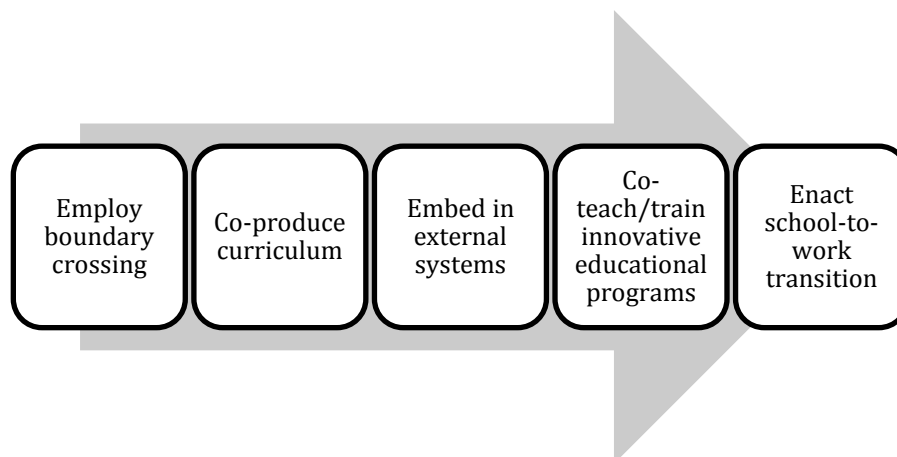 Employ
boundary
crossing
Co-produce
curriculum
Embed in
external
systems
Co-
teach/train
innovative
educational
programs
Enact
school-to-
work
transition